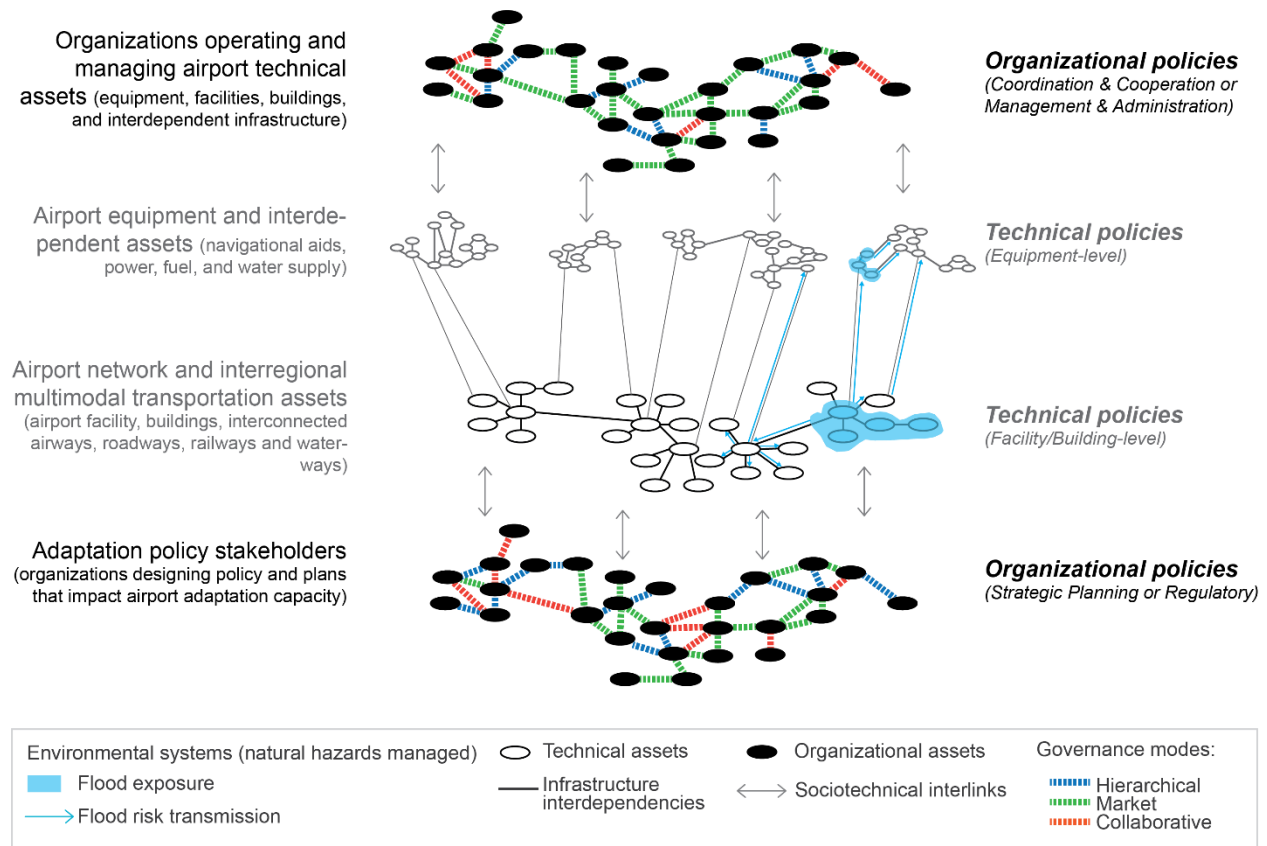 Organizations operating and
managing airport technical
assets (equipment, facilities, buildings,
and interdependent infrastructure)
Organizational policies
(Coordination & Cooperation or
Management & Administration)
Airport equipment and interde-
pendent assets (navigational aids,
power, fuel, and water supply)
Technical policies
(Equipment-level)
Airport network and interregional
multimodal transportation assets
(airport facility, buildings, interconnected
airways, roadways, railways and water-
ways)
Technical policies
(Facility/Building-level)
Adaptation policy stakeholders
(organizations designing policy and plans
that impact airport adaptation capacity)
Organizational policies
(Strategic Planning or Regulatory)
Environmental systems (natural hazards managed)
Flood exposure
Flood risk transmission
Technical assets
Infrastructure
interdependencies
Organizational assets
Sociotechnical interlinks
Governance modes:
Hierarchical
Market
Collaborative